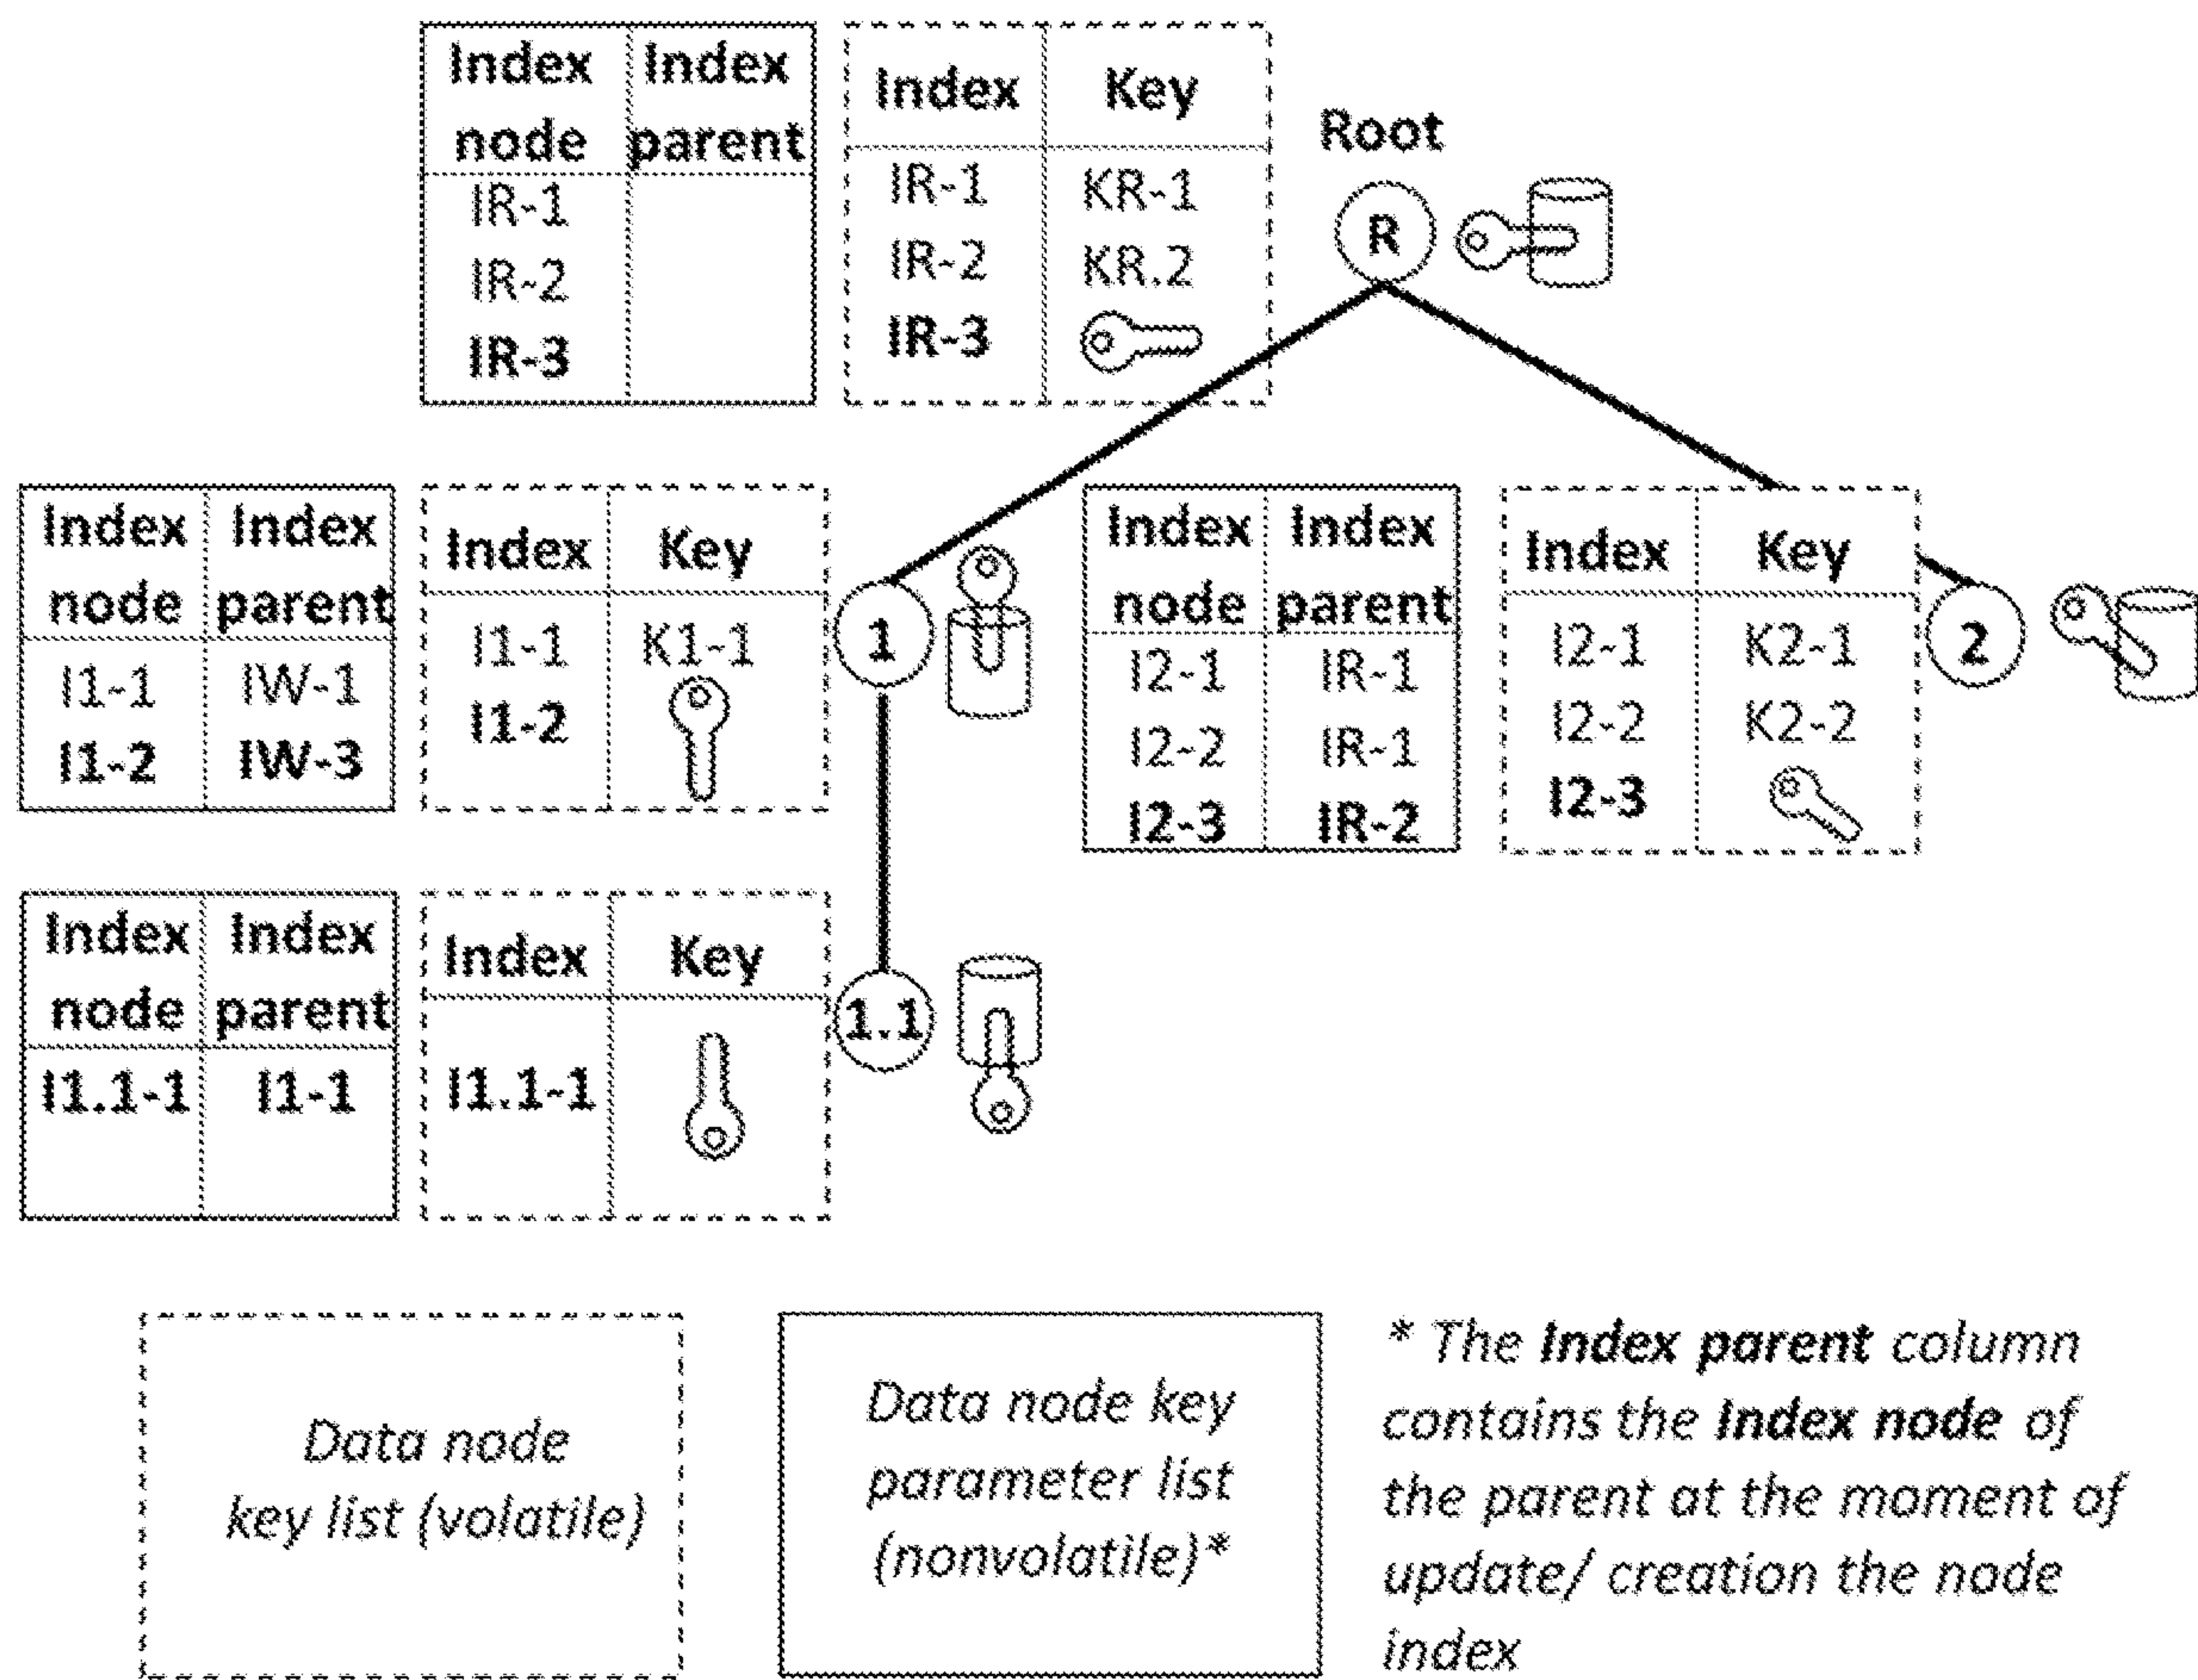 Index node | Index parent
IR-1
IR-2
IR-3
Index | Key
IR-1 | KR-1
IR-2 | KR.2
IR-3
Root
R
Index node | Index parent
I1-1 | IW-1
I1-2 | IW-3
Index | Key
I1-1 | K1-1
I1-2
1
Index node | Index parent
I2-1 | IR-1
I2-2 | IR-1
I2-3 | IR-2
Index | Key
I2-1 | K2-1
I2-2 | K2-2
I2-3
2
Index node | Index parent
I1.1-1 | I1-1
Index | Key
I1.1-1
1.1
Data node
key list (volatile)
Data node key
parameter list
(nonvolatile)*
* The Index parent column
contains the Index node of
the parent at the moment of
update/ creation the node
index